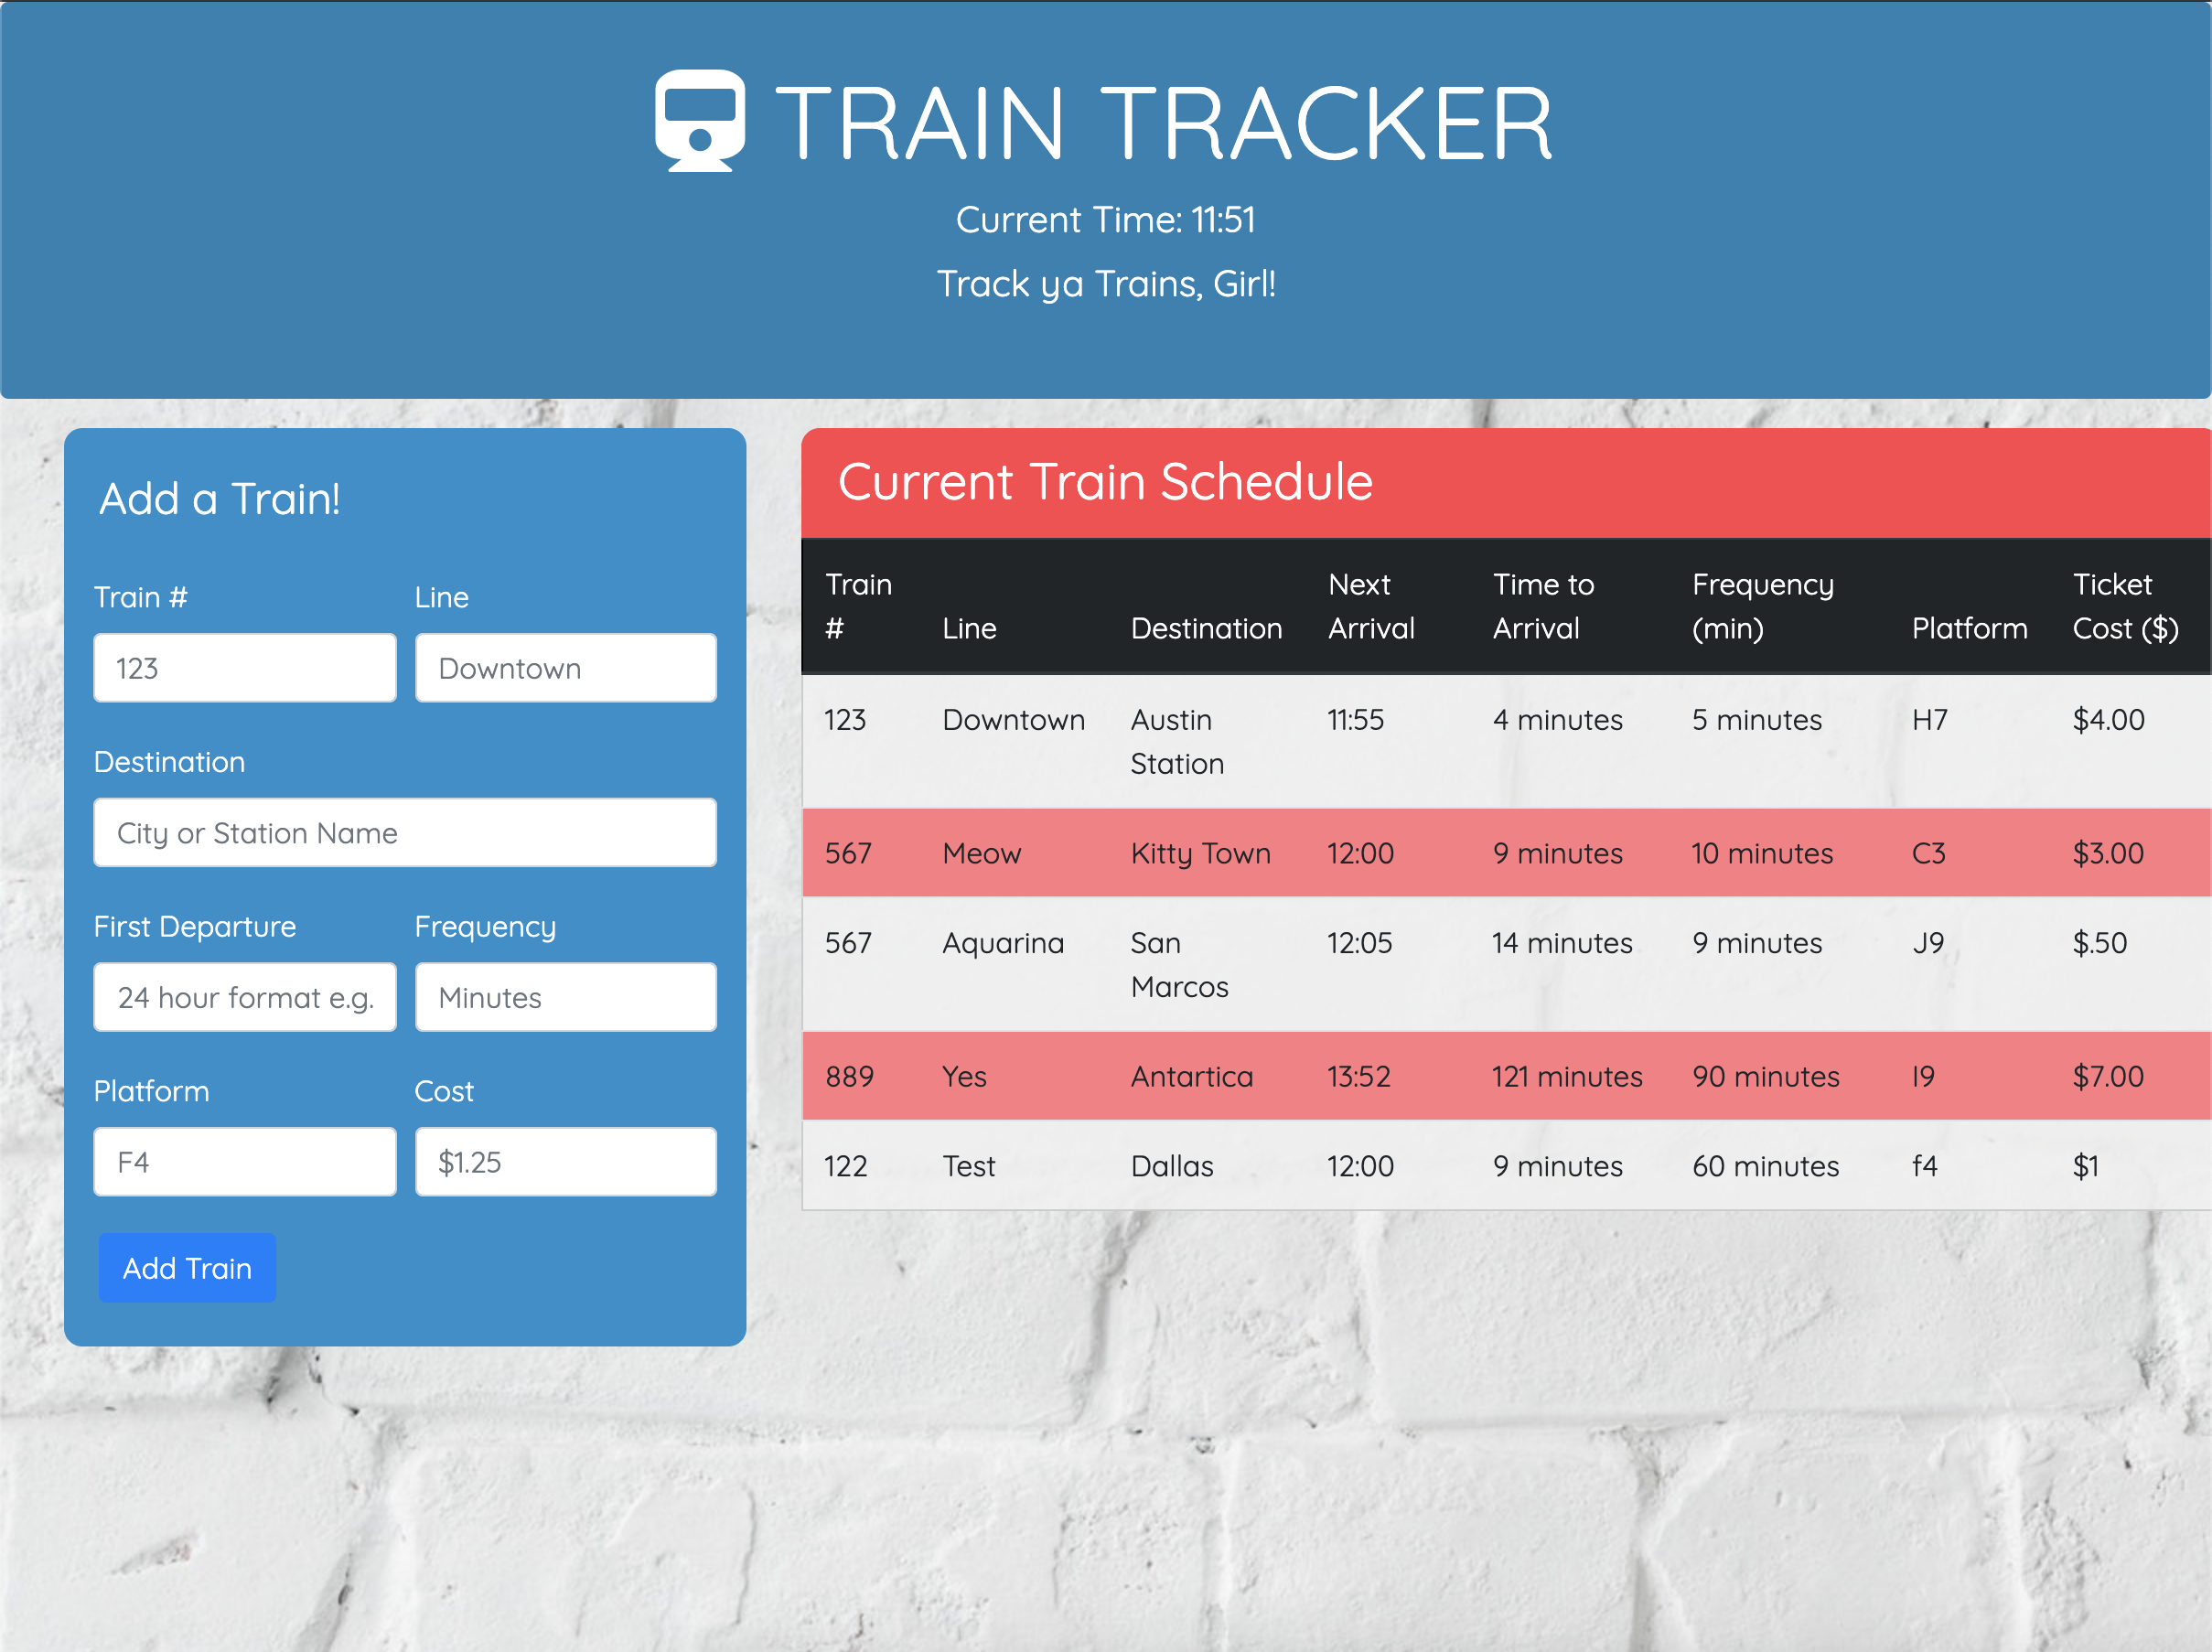 TRAIN TRACKER
Current Time: 11:51
Track ya Trains, Girl!
Add a Train!
Train # Line
123 Downtown
Destination
City or Station Name
First Departure Frequency
24 hour format e.g. Minutes
Platform Cost
F4 $1.25
Add Train
Current Train Schedule
Train Next Time to Frequency Ticket
# Line Destination Arrival Arrival (min) Platform Cost ($)
123 Downtown Austin 11:55 4 minutes 5 minutes H7 $4.00
Station
567 Meow Kitty Town 12:00 9 minutes 10 minutes C3 $3.00
567 Aquarina San 12:05 14 minutes 9 minutes J9 $.50
Marcos
889 Yes Antartica 13:52 121 minutes 90 minutes I9 $7.00
122 Test Dallas 12:00 9 minutes 60 minutes f4 $1